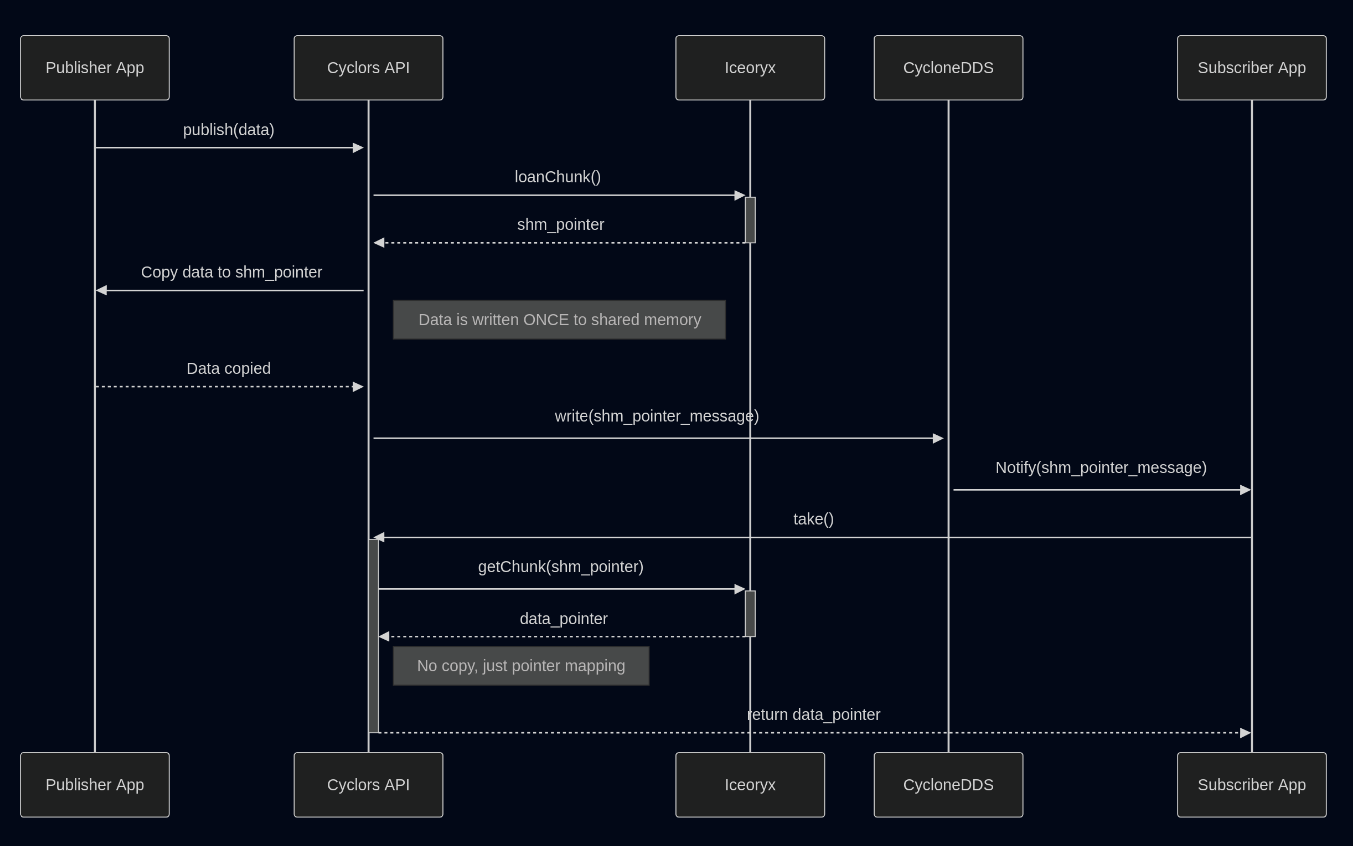 Publisher App
Cyclors API
Iceoryx
CycloneDDS
Subscriber App
publish(data)
loanChunk()
shm_pointer
Copy data to shm_pointer
Data is written ONCE to shared memory
Data copied
write(shm_pointer_message)
Notify(shm_pointer_message)
take()
getChunk(shm_pointer)
data_pointer
No copy, just pointer mapping
return data_pointer
Publisher App
Cyclors API
Iceoryx
CycloneDDS
Subscriber App